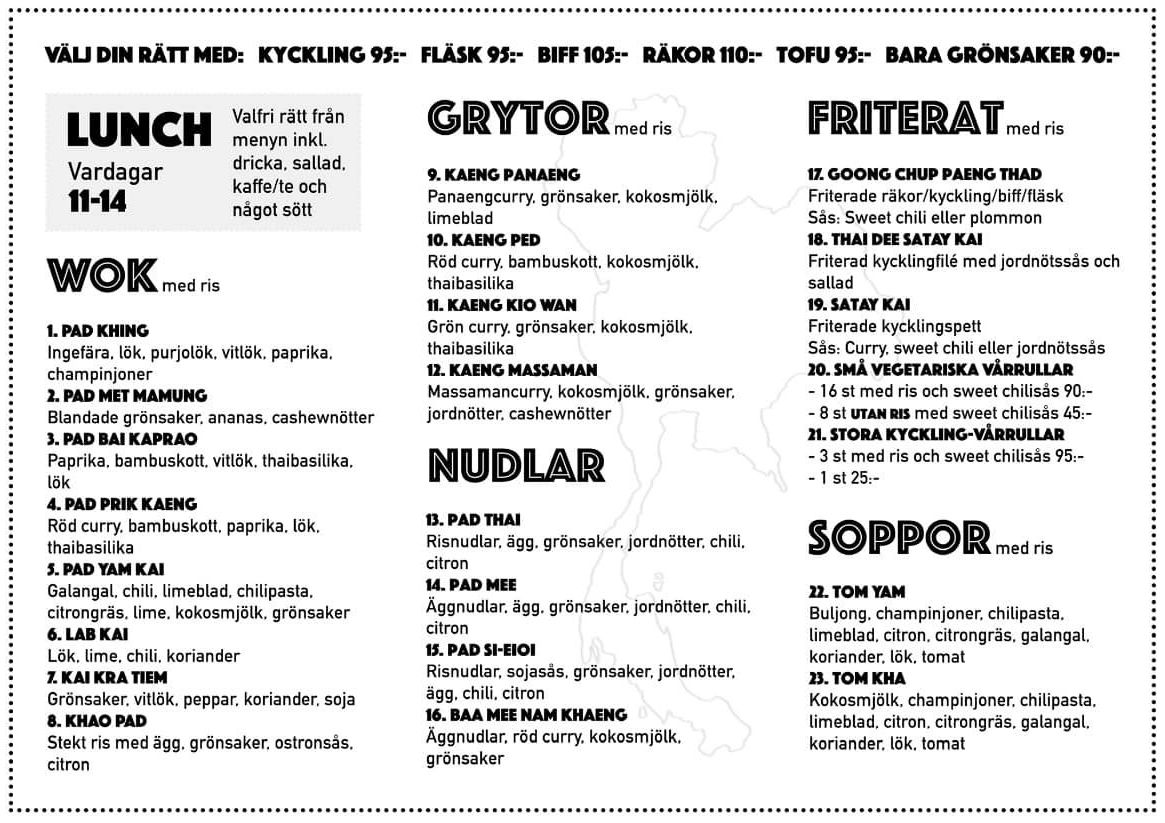 VÄLJ DIN RÄTT MED: KYCKLING 95:- FLÄSK 95:- BIFF 105:- RÄKOR 110:- TOFU 95:- BARA GRÖNSAKER 90:-
LUNCH
Vardagar
11-14
Valfri rätt från
menyn inkl.
dricka, sallad,
kaffe/te och
något sött
WOK med ris
1. PAD KHING
Ingefära, lök, purjolök, vitlök, paprika,
champinjoner
2. PAD MET MAMUNG
Blandade grönsaker, ananas, cashewnötter
3. PAD BAI KAPRAO
Paprika, bambuskott, vitlök, thaibasilika,
lök
4. PAD PRIK KAENG
Röd curry, bambuskott, paprika, lök,
thaibasilika
5. PAD YAM KAI
Galangal, chili, limeblad, chilipasta,
citrongräs, lime, kokosmjölk, grönsaker
6. LAB KAI
Lök, lime, chili, koriander
7. KAI KRA TIEM
Grönsaker, vitlök, peppar, koriander, soja
8. KHAO PAD
Stekt ris med ägg, grönsaker, ostronsås,
citron
GRYTOR med ris
9. KAENG PANAENG
Panaengcurry, grönsaker, kokosmjölk,
limeblad
10. KAENG PED
Röd curry, bambuskott, kokosmjölk,
thaibasilika
11. KAENG KIO WAN
Grön curry, grönsaker, kokosmjölk,
thaibasilika
12. KAENG MASSAMAN
Massamancurry, kokosmjölk, grönsaker,
jordnötter, cashewnötter
NUDLAR
13. PAD THAI
Risnudlar, ägg, grönsaker, jordnötter, chili,
citron
14. PAD MEE
Äggnudlar, ägg, grönsaker, jordnötter, chili,
citron
15. PAD SI-EIOI
Risnudlar, sojasås, grönsaker, jordnötter,
ägg, chili, citron
16. BAA MEE NAM KHAENG
Äggnudlar, röd curry, kokosmjölk,
grönsaker
FRITERAT med ris
17. GOONG CHUP PAENG THAD
Friterade räkor/kyckling/biff/fläsk
Sås: Sweet chili eller plommon
18. THAI DEE SATAY KAI
Friterad kycklingfilé med jordnötssås och
sallad
19. SATAY KAI
Friterade kycklingspett
Sås: Curry, sweet chili eller jordnötssås
20. SMÅ VEGETARISKA VÅRRULLAR
- 16 st med ris och sweet chilisås 90:-
- 8 st UTAN RIS med sweet chilisås 45:-
21. STORA KYCKLING-VÅRRULLAR
- 3 st med ris och sweet chilisås 95:-
- 1 st 25:-
SOPPOR med ris
22. TOM YAM
Buljong, champinjoner, chilipasta,
limeblad, citron, citrongräs, galangal,
koriander, lök, tomat
23. TOM KHA
Kokosmjölk, champinjoner, chilipasta,
limeblad, citron, citrongräs, galangal,
koriander, lök, tomat